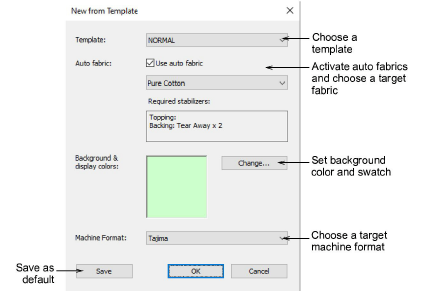 New from Template
Template:
NORMAL
Choose a
template
Auto fabric:
Use auto fabric
Activate auto fabrics
and choose a target
fabric
Pure Cotton
Required stabilizers:
Topping:
Backing: Tear Away x 2
Background &
display colors:
Change...
Set background
color and swatch
Machine Format:
Tajima
Choose a target
machine format
Save as
default
Save
OK
Cancel